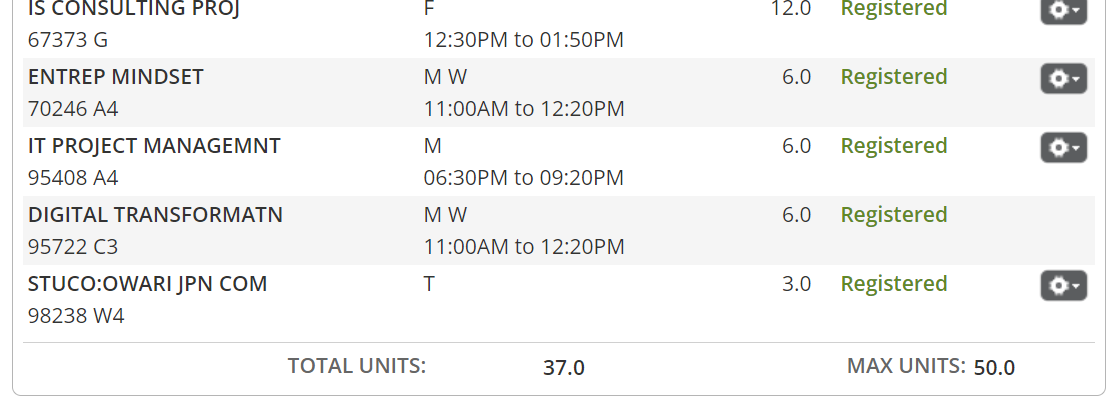 IS CONSULTING PROJ F 12.0 Registered
67373 G 12:30PM to 01:50PM
ENTREP MINDSET M W 6.0 Registered
70246 A4 11:00AM to 12:20PM
IT PROJECT MANAGEMNT M 6.0 Registered
95408 A4 06:30PM to 09:20PM
DIGITAL TRANSFORMATN M W 6.0 Registered
95722 C3 11:00AM to 12:20PM
STUCO:OWARI JPN COM T 3.0 Registered
98238 W4
TOTAL UNITS: 37.0 MAX UNITS: 50.0